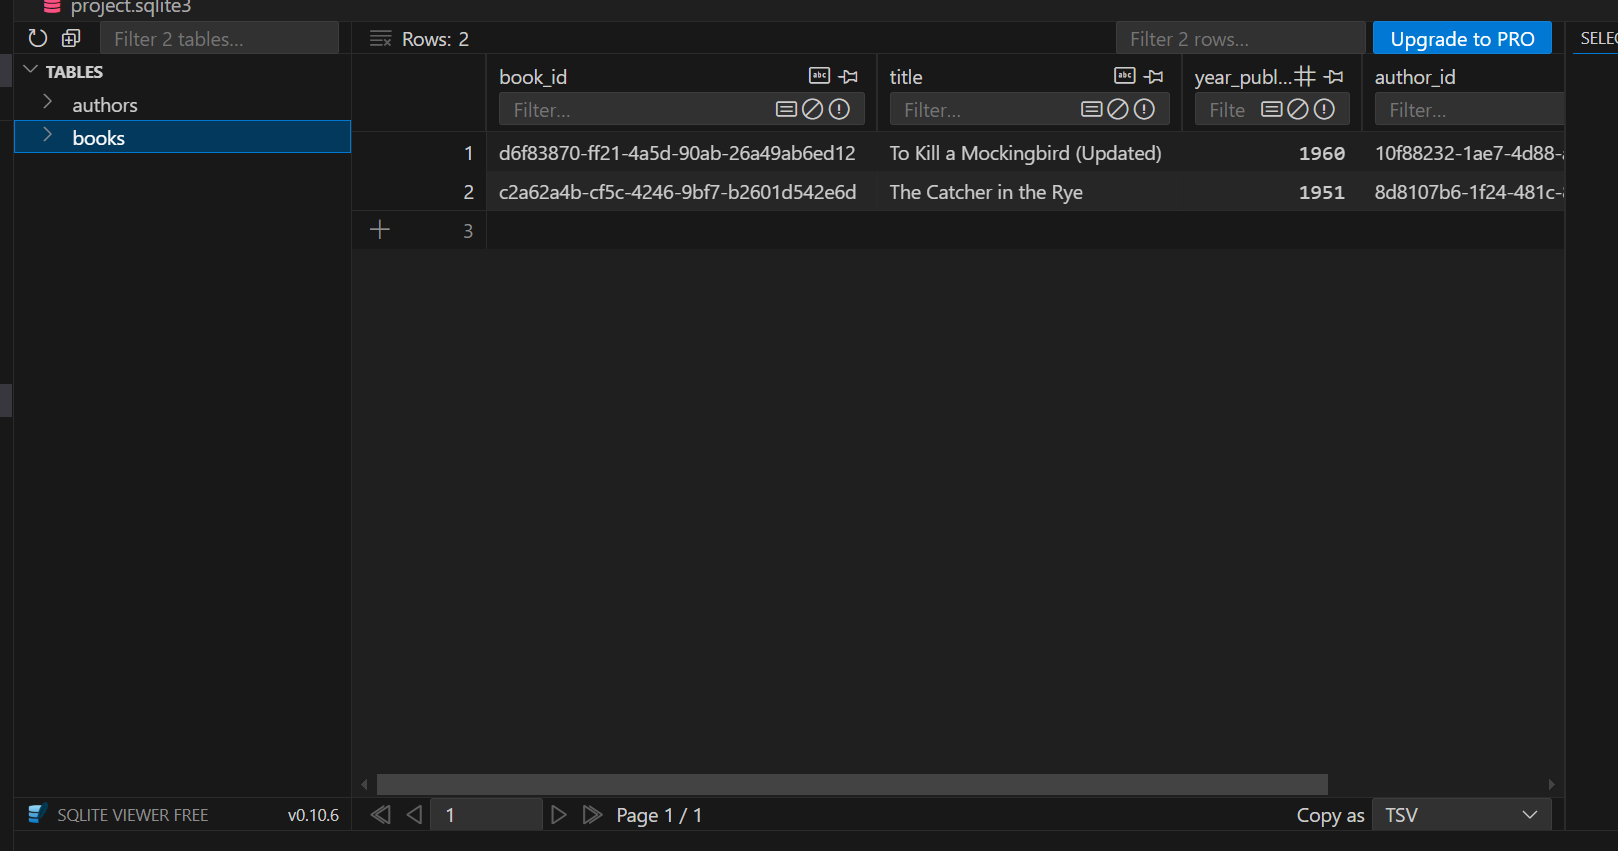 project.sqlite3
Filter 2 tables...
Rows: 2
Filter 2 rows...
Upgrade to PRO
TABLES
authors
books
book_id
title
year_publ...
author_id
Filter...
Filter...
Filte
Filter...
1 d6f83870-ff21-4a5d-90ab-26a49ab6ed12 To Kill a Mockingbird (Updated) 1960 10f88232-1ae7-4d88-
2 c2a62a4b-cf5c-4246-9bf7-b2601d542e6d The Catcher in the Rye 1951 8d8107b6-1f24-481c-
3
SQLITE VIEWER FREE
v0.10.6
1
Page 1 / 1
Copy as
TSV